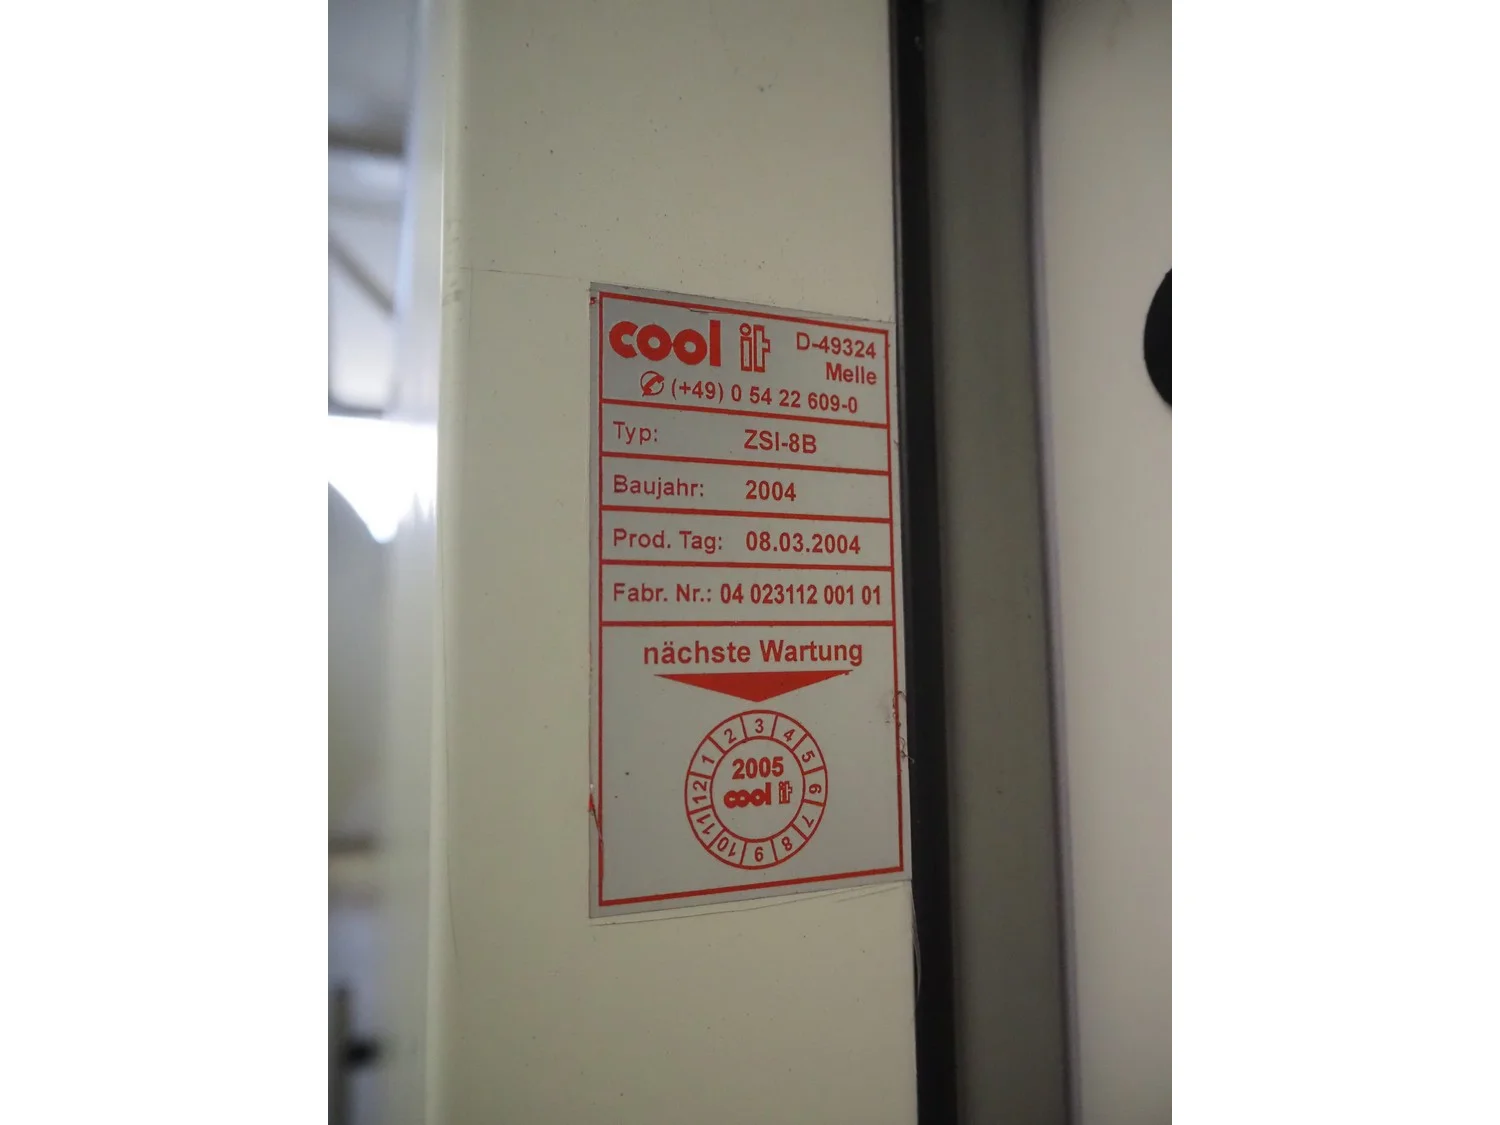 cool it D-49324
Melle
(+49) 0 54 22 609-0
Typ: ZSI-8B
Baujahr: 2004
Prod. Tag: 08.03.2004
Fabr. Nr.: 04 023112 001 01
nächste Wartung
1 2 3 4 5 6 7 8 9 10 11 12
2005
cool it